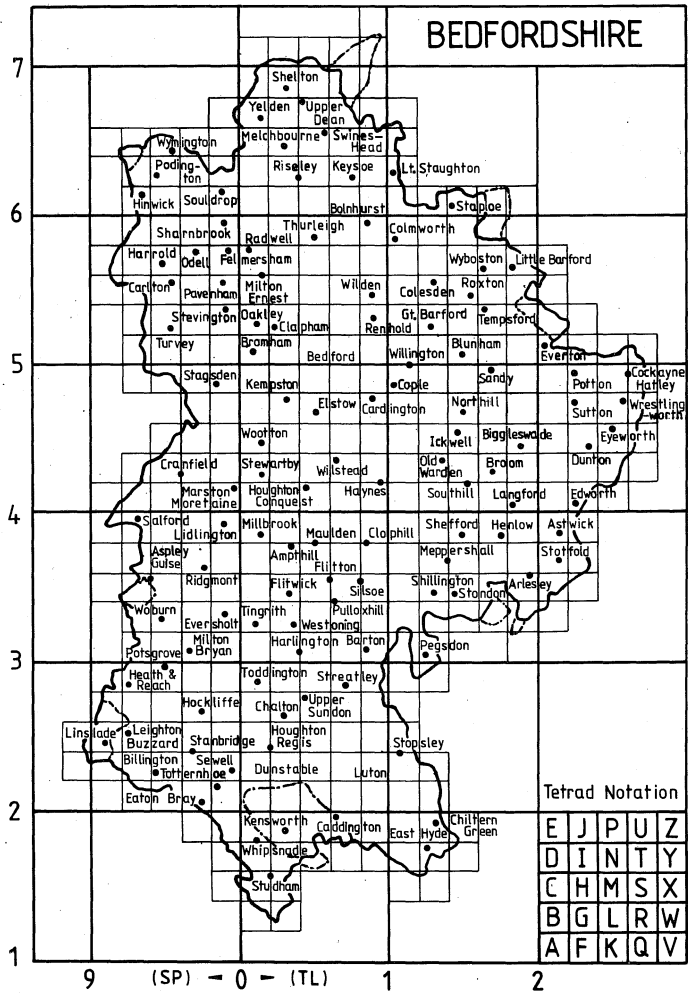 BEDFORDSHIRE
7
Shelton
Yelden
Upper
Dean
Wymington
Melchbourne
Swines-
Head
Poding-
ton
Riseley
Keysoe
Lt. Staughton
Hinwick
Souldrop
Bolnhurst
Staploe
6
Sharnbrook
Radwell
Thurleigh
Colmworth
Harrold
Odell
Felmersham
Wyboston
Little Barford
Carlton
Pavenham
Milton
Ernest
Wilden
Colesden
Roxton
Stevington
Oakley
Clapham
Renhold
Gt. Barford
Tempsford
Turvey
Bromham
Bedford
Willington
Blunham
Everton
5
Stagsden
Kempston
Cople
Sandy
Potton
Cockayne
Hatley
Elstow
Cardington
Northill
Sutton
Wrestling
-worth
Wootton
Ickwell
Biggleswade
Eyeworth
Cranfield
Stewartby
Wilstead
Old
Warden
Broom
Dunton
Marston
Moretaine
Houghton
Conquest
Haynes
Southill
Langford
Edworth
4
Salford
Lidlington
Millbrook
Maulden
Clophill
Shefford
Henlow
Astwick
Aspley
Guise
Ampthill
Meppershall
Stotfold
Ridgmont
Flitwick
Flitton
Silsoe
Shillington
Stondon
Arlesey
Woburn
Eversholt
Tingrith
Westoning
Pulloxhill
Potsgrove
Milton
Bryan
Harlington
Barton
Pegsdon
3
Heath &
Reach
Toddington
Streatley
Hockliffe
Chalton
Upper
Sundon
Linslade
Leighton
Buzzard
Stanbridge
Houghton
Regis
Stopsley
Billington
Totternhoe
Sewell
Dunstable
Luton
Eaton Bray
Tetrad Notation
2
Kensworth
Caddington
East Hyde
Chiltern
Green
Whipsnade
Studham
E J P U Z
D I N T Y
C H M S X
B G L R W
A F K Q V
1
9 (SP) ◄ 0 ► (TL) 1 2